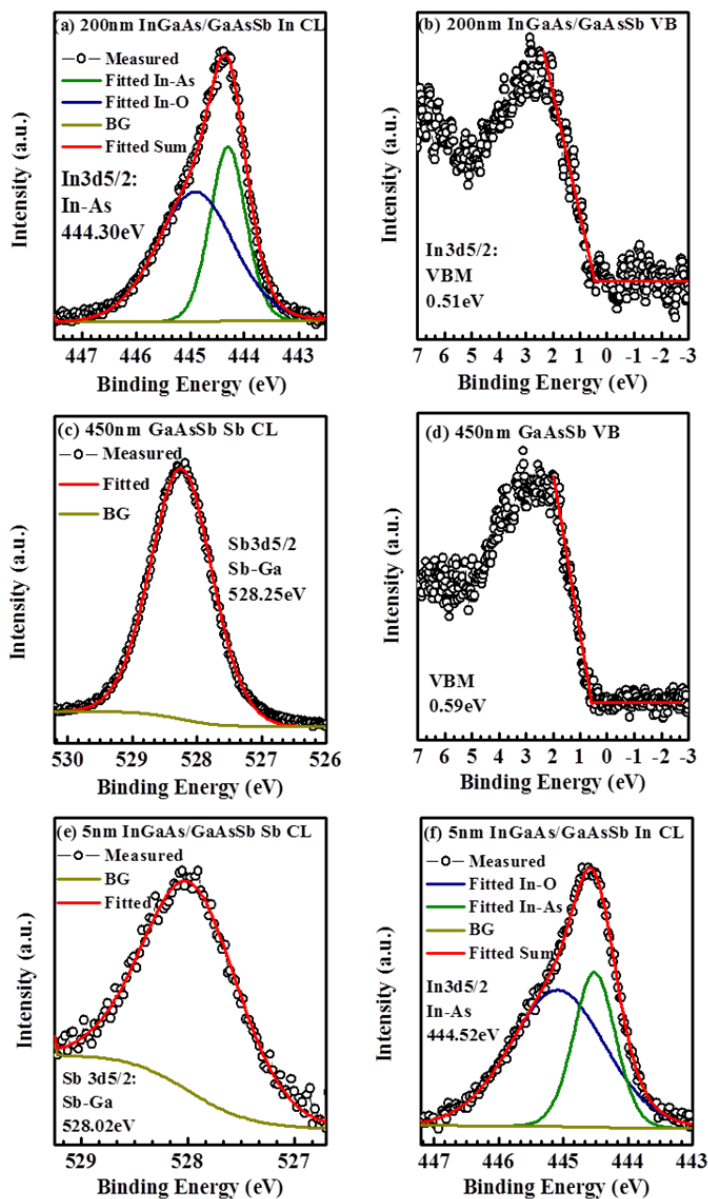 (a) 200nm InGaAs/GaAsSb In CL
–o– Measured
Fitted In-As
Fitted In-O
BG
Fitted Sum
In3d5/2:
In-As
444.30eV
Intensity (a.u.)
447 446 445 444 443
Binding Energy (eV)
(b) 200nm InGaAs/GaAsSb VB
In3d5/2:
VBM
0.51eV
Intensity (a.u.)
7 6 5 4 3 2 1 0 -1 -2 -3
Binding Energy (eV)
(c) 450nm GaAsSb Sb CL
–o– Measured
Fitted
BG
Sb3d5/2
Sb-Ga
528.25eV
Intensity (a.u.)
530 529 528 527 526
Binding Energy (eV)
(d) 450nm GaAsSb VB
VBM
0.59eV
Intensity (a.u.)
7 6 5 4 3 2 1 0 -1 -2 -3
Binding Energy (eV)
(e) 5nm InGaAs/GaAsSb Sb CL
–o– Measured
BG
Fitted
Sb 3d5/2:
Sb-Ga
528.02eV
Intensity (a.u.)
529 528 527
Binding Energy (eV)
(f) 5nm InGaAs/GaAsSb In CL
–o– Measured
Fitted In-O
Fitted In-As
BG
Fitted Sum
In3d5/2
In-As
444.52eV
Intensity (a.u.)
447 446 445 444 443
Binding Energy (eV)